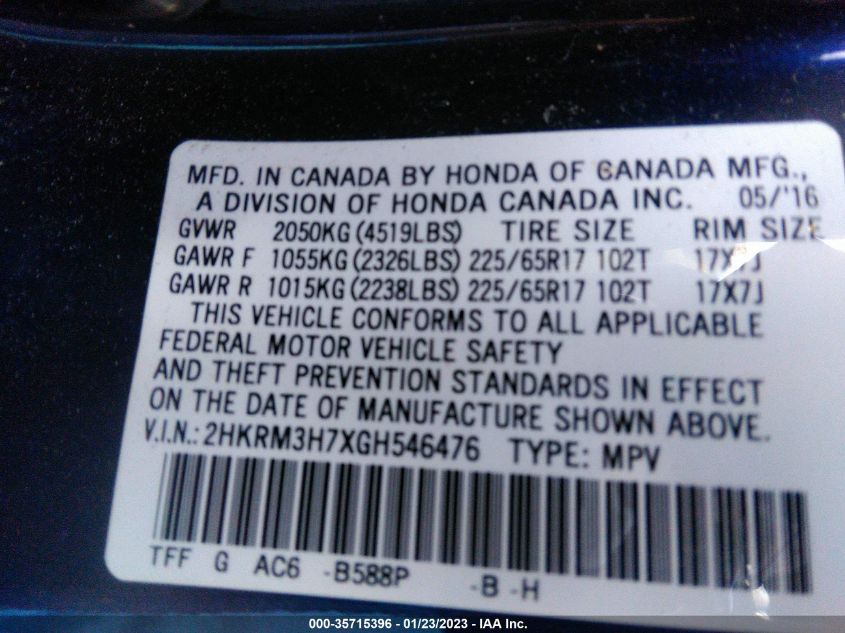 MFD. IN CANADA BY HONDA OF CANADA MFG.,
A DIVISION OF HONDA CANADA INC. 05/'16
GVWR 2050KG (4519LBS) TIRE SIZE RIM SIZE
GAWR F 1055KG (2326LBS) 225/65R17 102T 17X7J
GAWR R 1015KG (2238LBS) 225/65R17 102T 17X7J
THIS VEHICLE CONFORMS TO ALL APPLICABLE
FEDERAL MOTOR VEHICLE SAFETY
AND THEFT PREVENTION STANDARDS IN EFFECT
ON THE DATE OF MANUFACTURE SHOWN ABOVE.
V.I.N.: 2HKRM3H7XGH546476 TYPE: MPV
TFF G AC6 -B588P -B -H
000-35715396 - 01/23/2023 - IAA Inc.